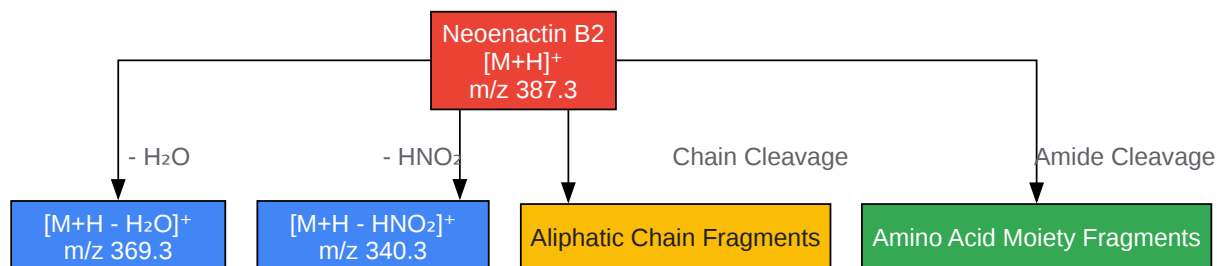 Neoenactin B2
[M+H]⁺
m/z 387.3
- H₂O
- HNO₂
Chain Cleavage
Amide Cleavage
[M+H - H₂O]⁺
m/z 369.3
[M+H - HNO₂]⁺
m/z 340.3
Aliphatic Chain Fragments
Amino Acid Moiety Fragments